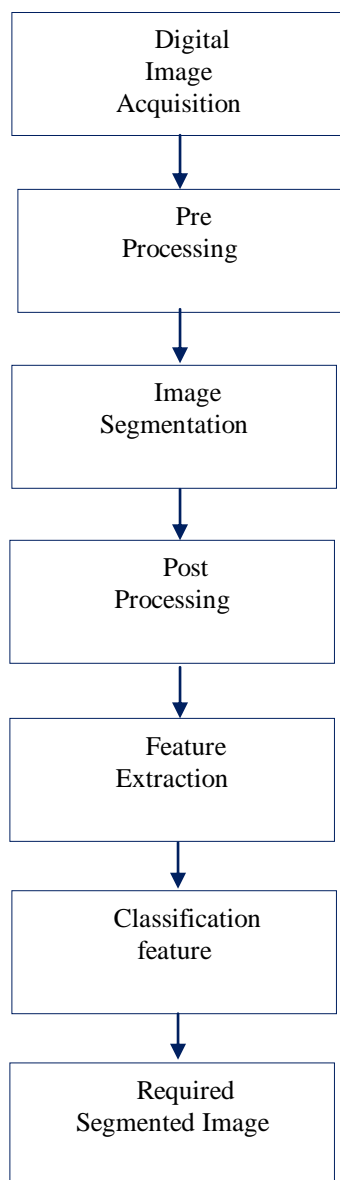 Digital
Image
Acquisition
Pre
Processing
Image
Segmentation
Post
Processing
Feature
Extraction
Classification
feature
Required
Segmented Image